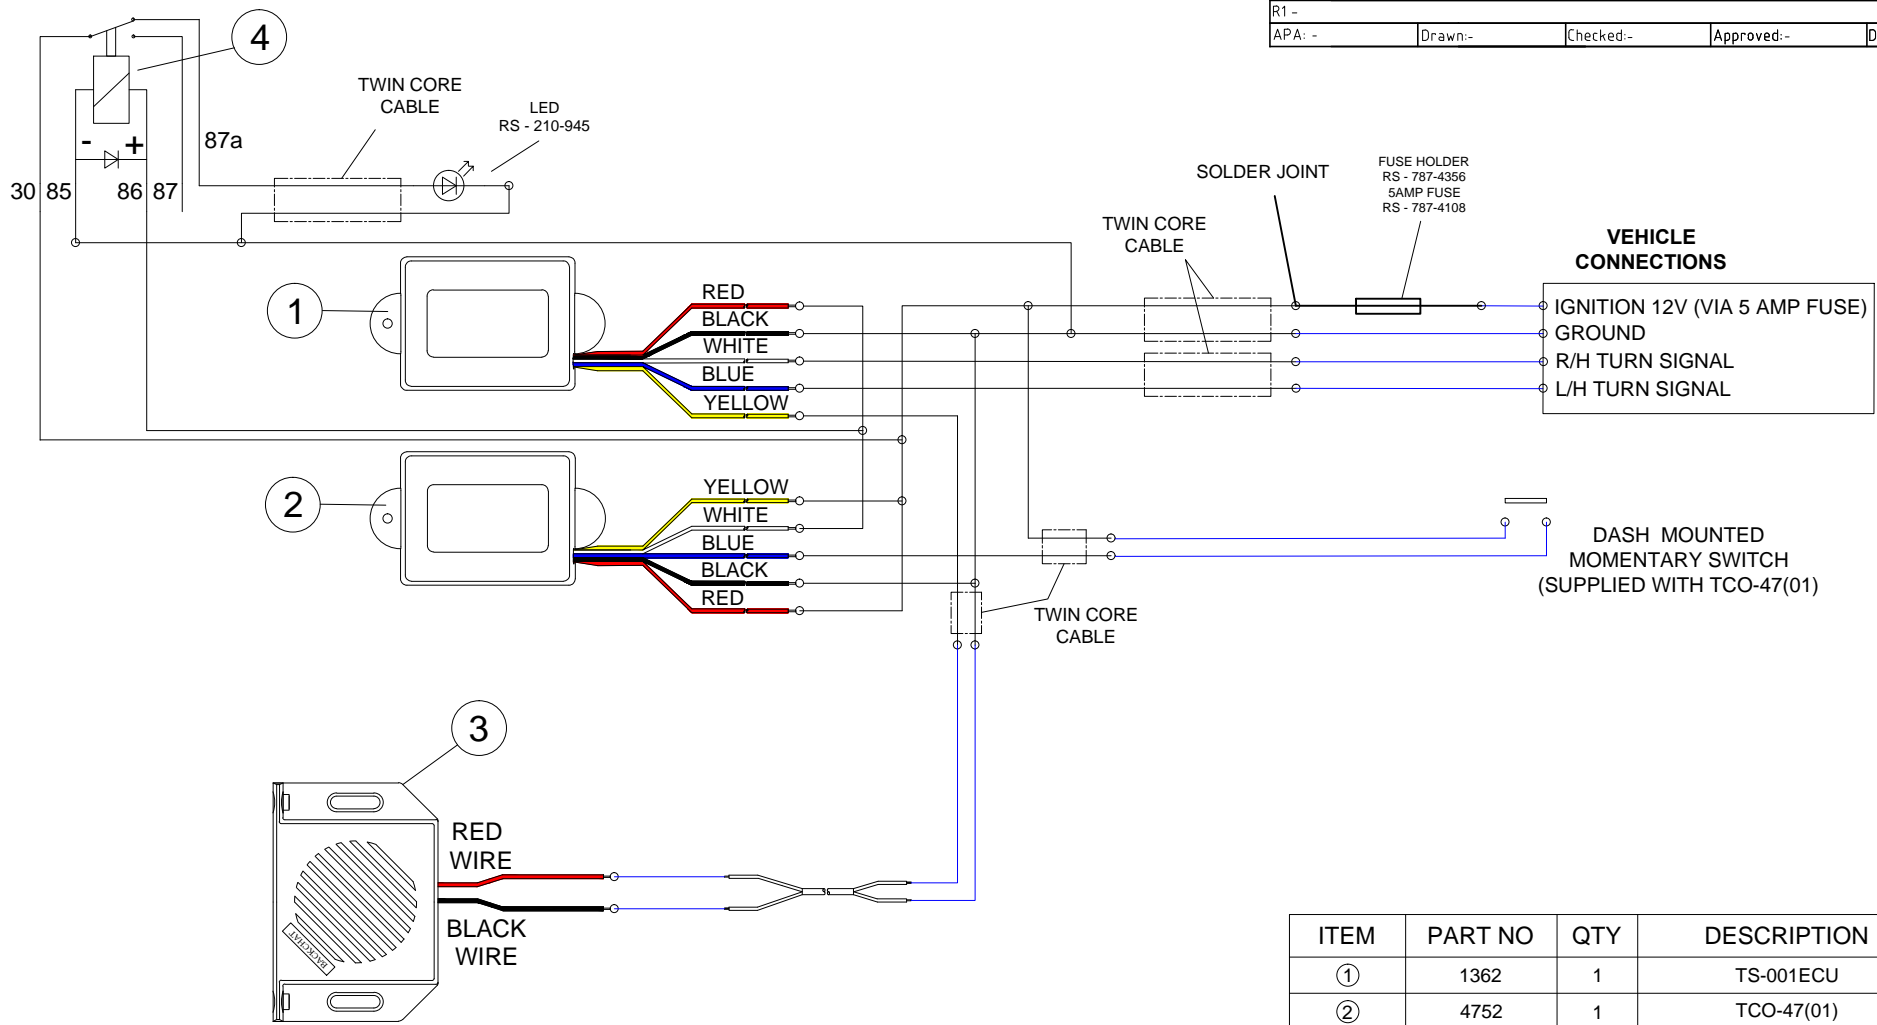 R1 -
APA: - Drawn:- Checked:- Approved:- D
4
TWIN CORE
CABLE
LED
RS - 210-945
- +
87a
30 85 86 87
SOLDER JOINT
FUSE HOLDER
RS - 787-4356
5AMP FUSE
RS - 787-4108
TWIN CORE
CABLE
VEHICLE
CONNECTIONS
1
RED
BLACK
WHITE
BLUE
YELLOW
IGNITION 12V (VIA 5 AMP FUSE)
GROUND
R/H TURN SIGNAL
L/H TURN SIGNAL
2
YELLOW
WHITE
BLUE
BLACK
RED
DASH MOUNTED
MOMENTARY SWITCH
(SUPPLIED WITH TCO-47(01)
TWIN CORE
CABLE
3
RED
WIRE
BLACK
WIRE
BACKCHAT
ITEM PART NO QTY DESCRIPTION
1 1362 1 TS-001ECU
2 4752 1 TCO-47(01)